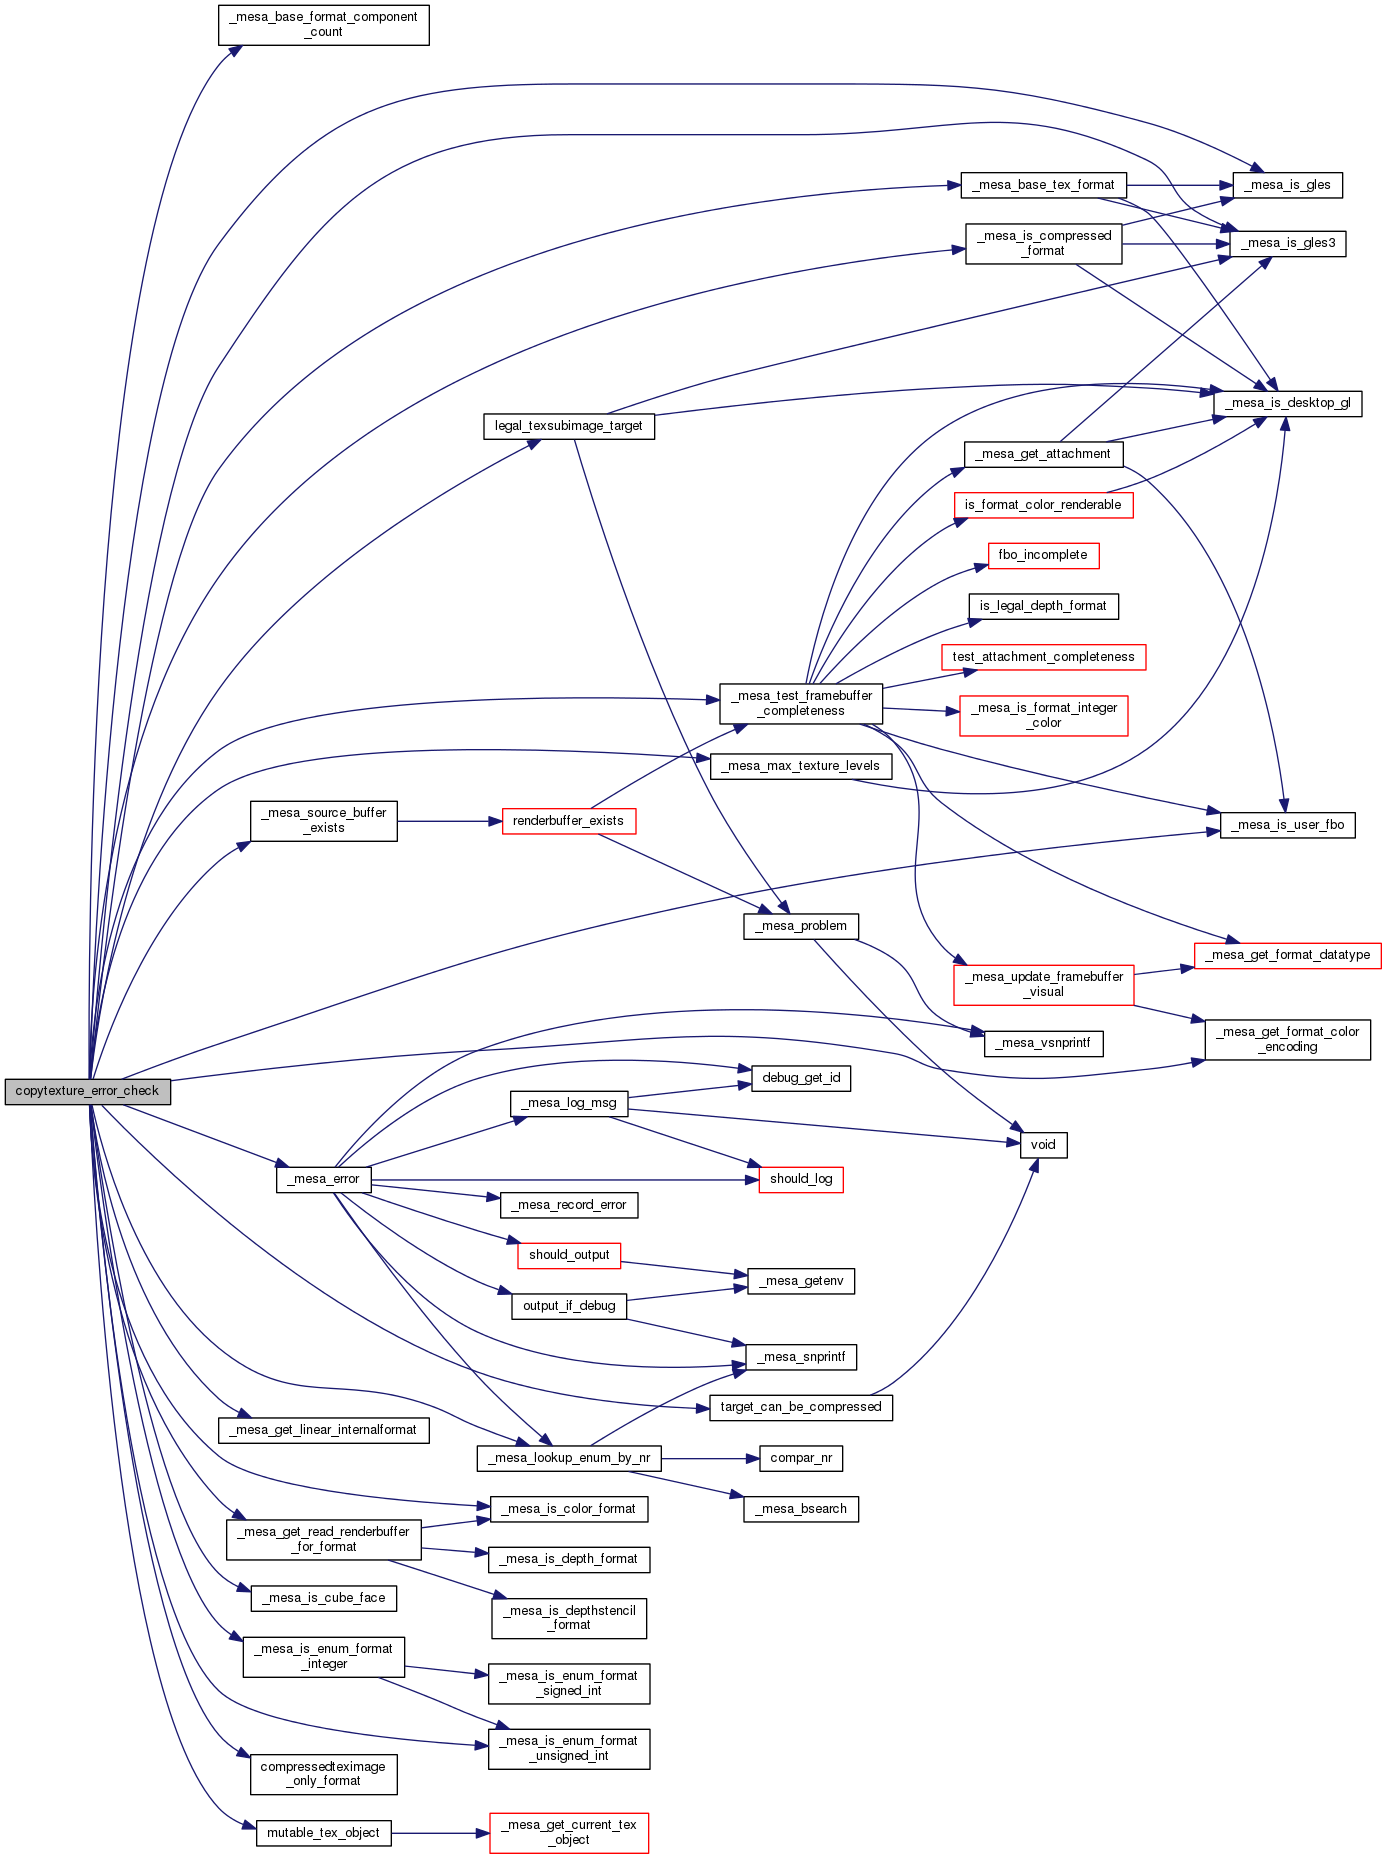 _mesa_base_format_component
_count
_mesa_is_gles
_mesa_base_tex_format
_mesa_is_compressed
_format
_mesa_is_gles3
_mesa_is_desktop_gl
legal_texsubimage_target
_mesa_get_attachment
is_format_color_renderable
fbo_incomplete
is_legal_depth_format
test_attachment_completeness
_mesa_test_framebuffer
_completeness
_mesa_is_format_integer
_color
_mesa_max_texture_levels
_mesa_source_buffer
_exists
renderbuffer_exists
_mesa_is_user_fbo
_mesa_problem
_mesa_get_format_datatype
_mesa_update_framebuffer
_visual
_mesa_vsnprintf
_mesa_get_format_color
_encoding
copytexture_error_check
debug_get_id
_mesa_log_msg
void
_mesa_error
should_log
_mesa_record_error
should_output
_mesa_getenv
output_if_debug
_mesa_snprintf
target_can_be_compressed
_mesa_get_linear_internalformat
_mesa_lookup_enum_by_nr
compar_nr
_mesa_bsearch
_mesa_is_color_format
_mesa_get_read_renderbuffer
_for_format
_mesa_is_depth_format
_mesa_is_cube_face
_mesa_is_depthstencil
_format
_mesa_is_enum_format
_integer
_mesa_is_enum_format
_signed_int
_mesa_is_enum_format
_unsigned_int
compressedteximage
_only_format
mutable_tex_object
_mesa_get_current_tex
_object